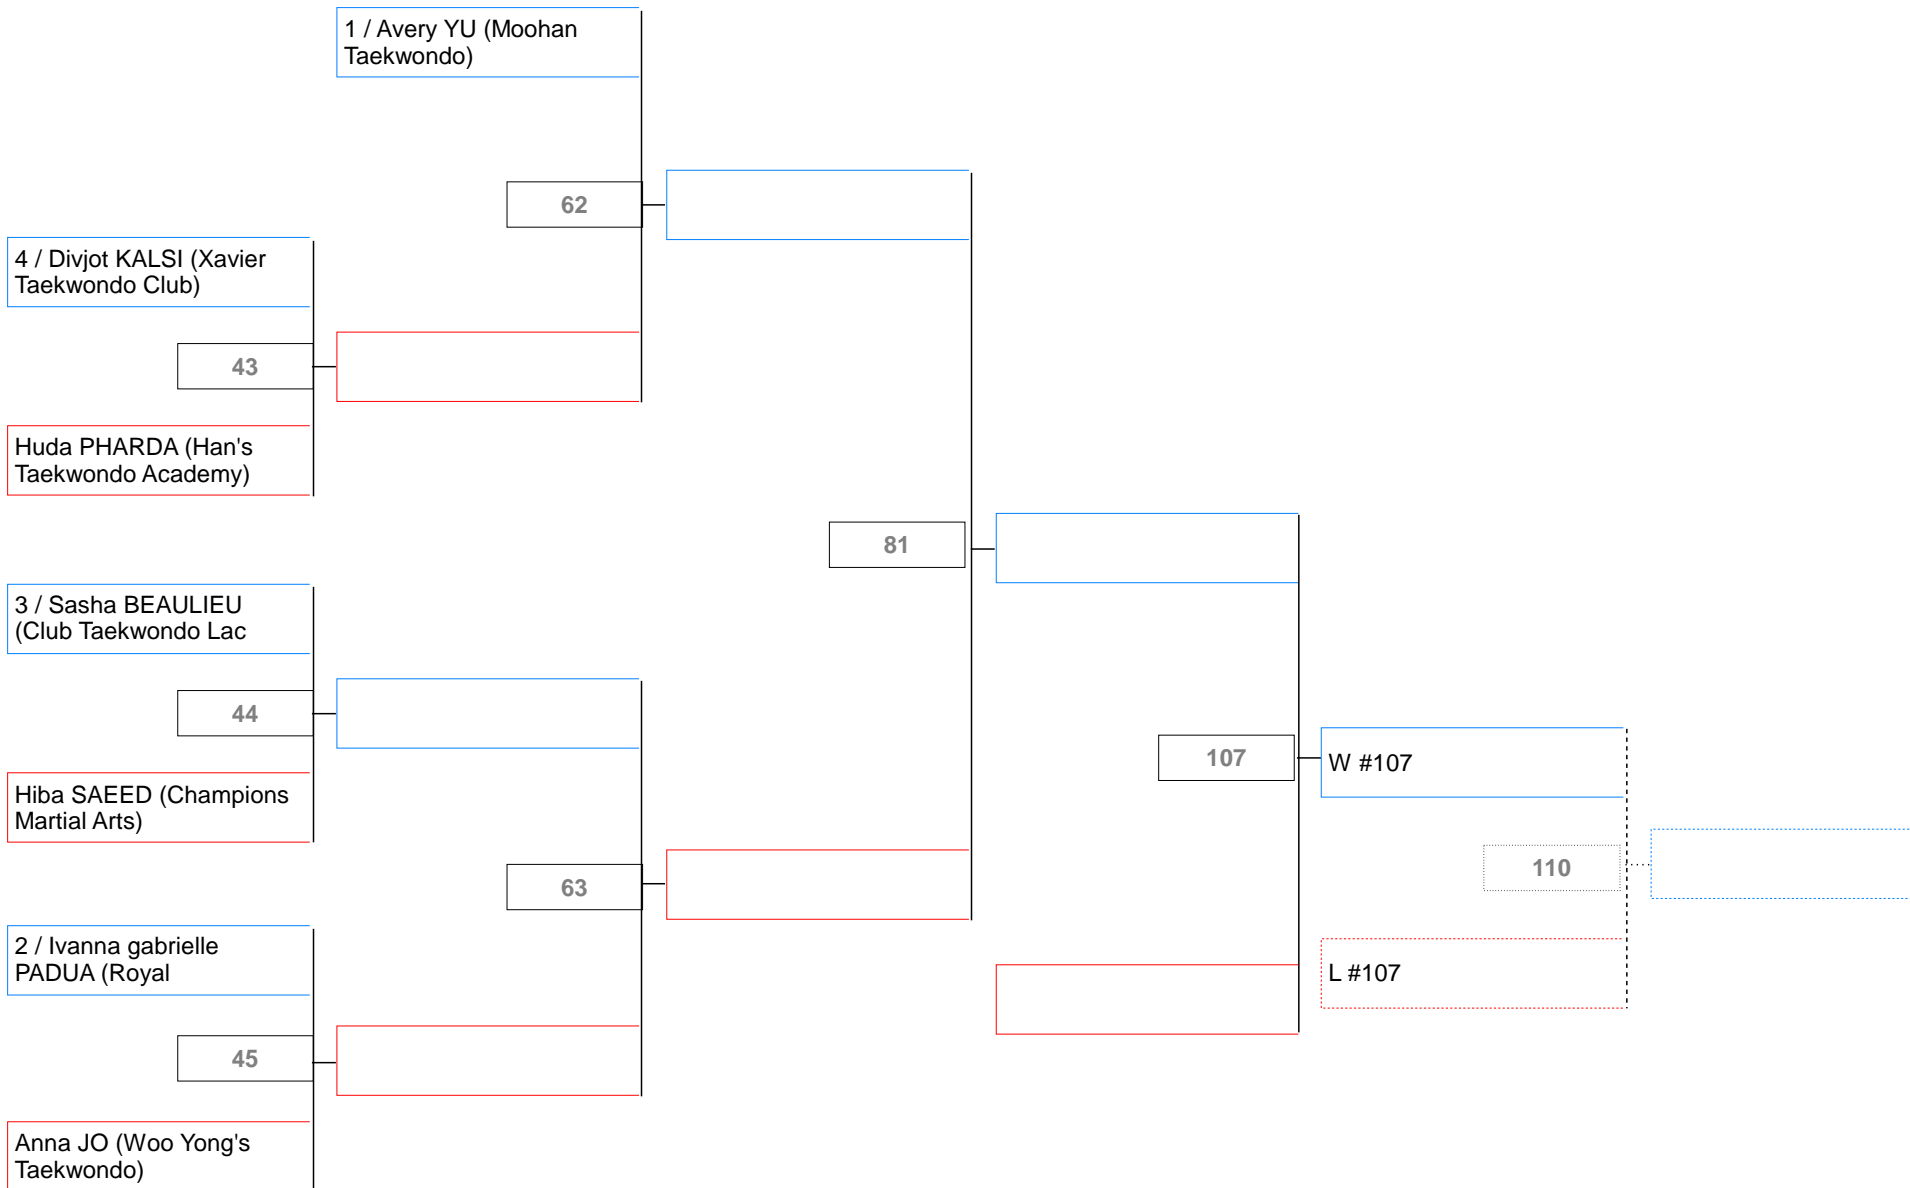 1 / Avery YU (Moohan
Taekwondo)
62
4 / Divjot KALSI (Xavier
Taekwondo Club)
43
Huda PHARDA (Han's
Taekwondo Academy)
81
3 / Sasha BEAULIEU
(Club Taekwondo Lac
44
Hiba SAEED (Champions
Martial Arts)
63
2 / Ivanna gabrielle
PADUA (Royal
45
Anna JO (Woo Yong's
Taekwondo)
107
W #107
110
L #107